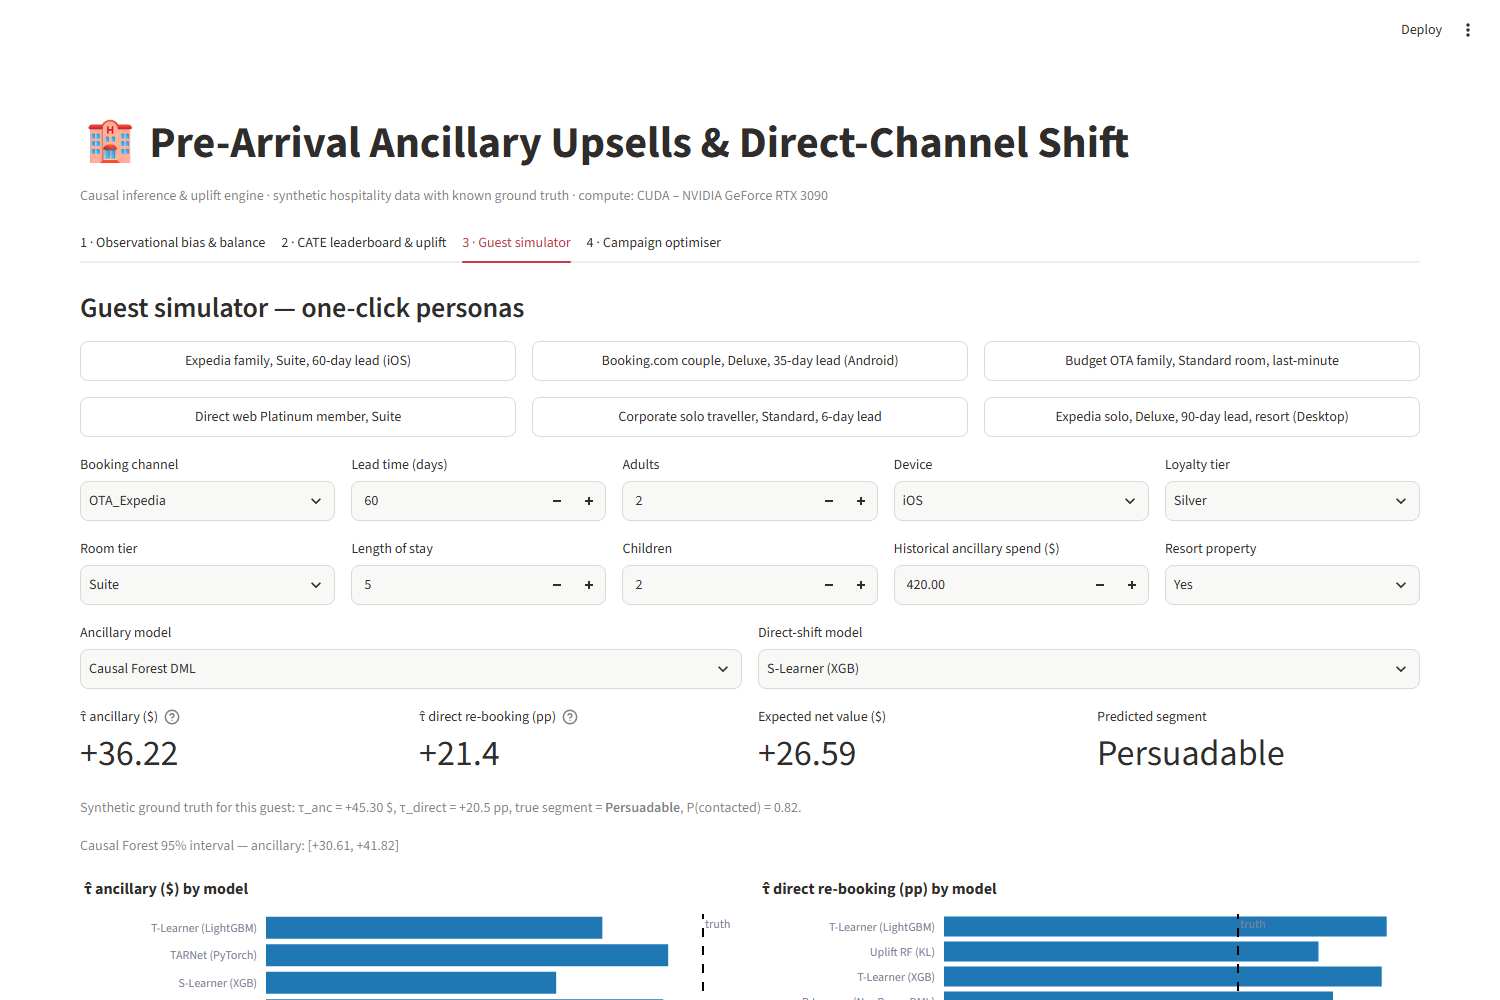 Deploy
Pre-Arrival Ancillary Upsells & Direct-Channel Shift
Causal inference & uplift engine · synthetic hospitality data with known ground truth · compute: CUDA – NVIDIA GeForce RTX 3090
1 · Observational bias & balance 2 · CATE leaderboard & uplift 3 · Guest simulator 4 · Campaign optimiser
Guest simulator — one-click personas
Expedia family, Suite, 60-day lead (iOS) Booking.com couple, Deluxe, 35-day lead (Android) Budget OTA family, Standard room, last-minute
Direct web Platinum member, Suite Corporate solo traveller, Standard, 6-day lead Expedia solo, Deluxe, 90-day lead, resort (Desktop)
Booking channel Lead time (days) Adults Device Loyalty tier
OTA_Expedia 60 − + 2 − + iOS Silver
Room tier Length of stay Children Historical ancillary spend ($) Resort property
Suite 5 − + 2 − + 420.00 − + Yes
Ancillary model Direct-shift model
Causal Forest DML S-Learner (XGB)
τ̂ ancillary ($) τ̂ direct re-booking (pp) Expected net value ($) Predicted segment
+36.22 +21.4 +26.59 Persuadable
Synthetic ground truth for this guest: τ_anc = +45.30 $, τ_direct = +20.5 pp, true segment = Persuadable, P(contacted) = 0.82.
Causal Forest 95% interval — ancillary: [+30.61, +41.82]
τ̂ ancillary ($) by model τ̂ direct re-booking (pp) by model
T-Learner (LightGBM) truth T-Learner (LightGBM) truth
TARNet (PyTorch) Uplift RF (KL)
S-Learner (XGB) T-Learner (XGB)